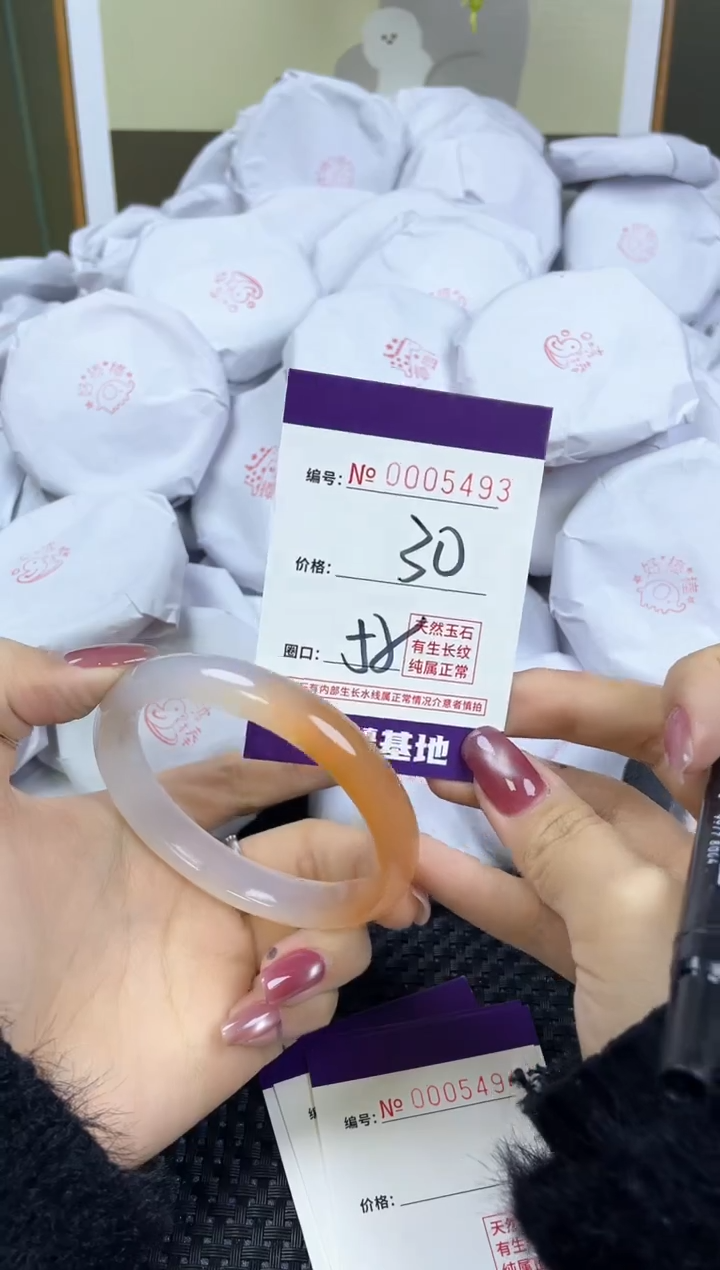 编号: № 0005493
价格: 30
圈口: 58
天然玉石
有生长纹
纯属正常
有内部生长水线属正常情况介意者慎拍
基地
编号: № 000549
价格:
天然
有生
纯属